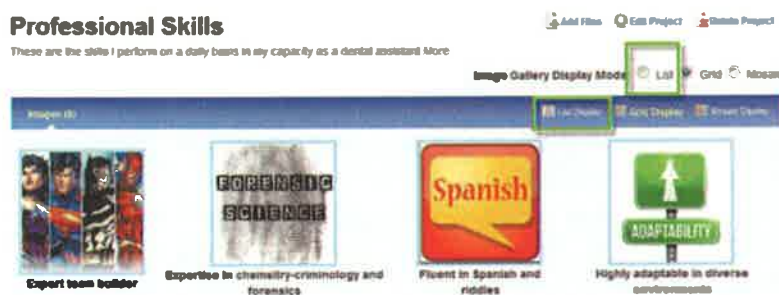 Professional Skills
Add Files Edit Project Delete Project
These are the skills I perform on a daily basis in my capacity as a dental assistant More
Image Gallery Display Mode List Grid Mosaic
Images
List Display Grid Display Mosaic Display
FORENSIC
SCIENCE
Spanish
ADAPTABILITY
Expert team builder
Expertise in chemsitry-criminology and
forensics
Fluent in Spanish and
riddles
Highly adaptable in diverse
environments